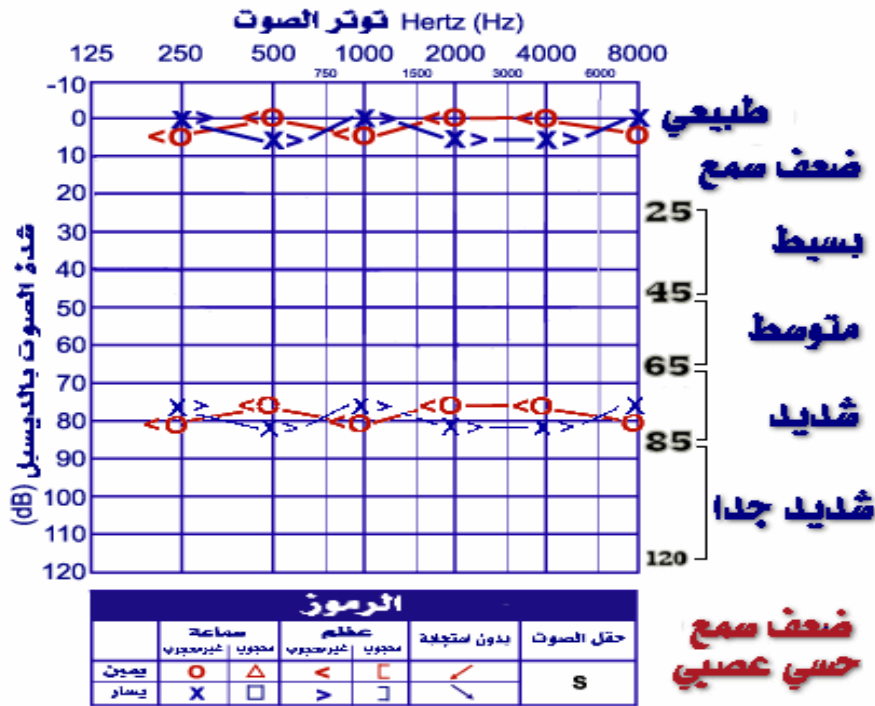 توتر الصوت Hertz (Hz)
125 250 500 1000 2000 4000 8000
750 1500 3000 6000
-10
0
10
20
30
40
50
60
70
80
90
100
110
120
شدة الصوت بالديسبل (dB)
طبيعي
ضعف سمع
25
بسيط
45
متوسط
65
شديد
85
شديد جدا
120
ضعف سمع
حسي عصبي
الرموز
سماعة عظم بدون استجابة حقل الصوت
غير محجوب محجوب غير محجوب محجوب
يمين O △ < [ S
يسار X □ > ]